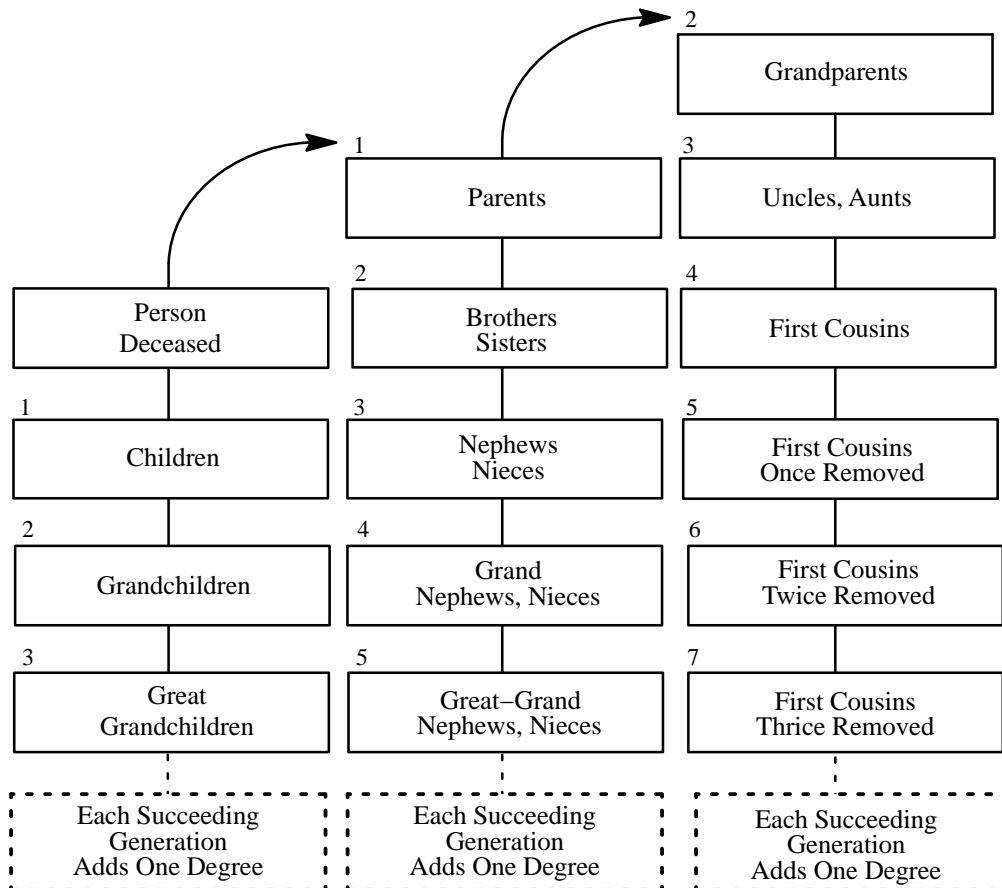 2
Grandparents
1
Parents
3
Uncles, Aunts
Person
Deceased
2
Brothers
Sisters
4
First Cousins
1
Children
3
Nephews
Nieces
5
First Cousins
Once Removed
2
Grandchildren
4
Grand
Nephews, Nieces
6
First Cousins
Twice Removed
3
Great
Grandchildren
5
Great–Grand
Nephews, Nieces
7
First Cousins
Thrice Removed
Each Succeeding
Generation
Adds One Degree
Each Succeeding
Generation
Adds One Degree
Each Succeeding
Generation
Adds One Degree